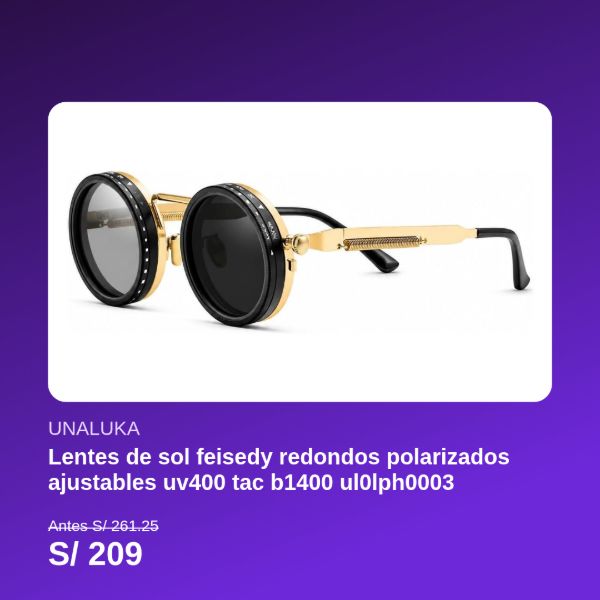 UNALUKA
Lentes de sol feisedy redondos polarizados
ajustables uv400 tac b1400 ul0lph0003
Antes S/ 261.25
S/ 209